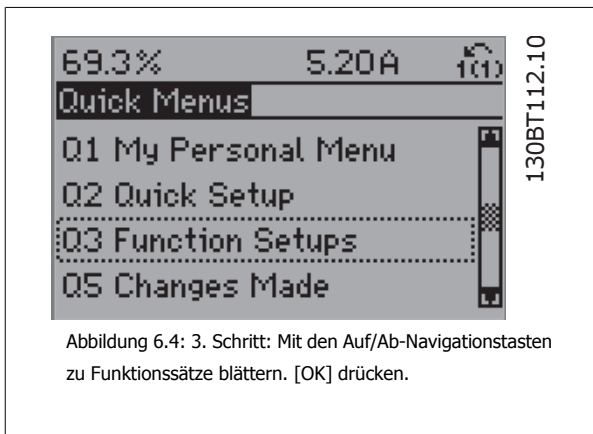 69.3% 5.20A 1(1)
Quick Menus
Q1 My Personal Menu
Q2 Quick Setup
Q3 Function Setups
Q5 Changes Made
130BT112.10
Abbildung 6.4: 3. Schritt: Mit den Auf/Ab-Navigationstasten
zu Funktionssätze blättern. [OK] drücken.